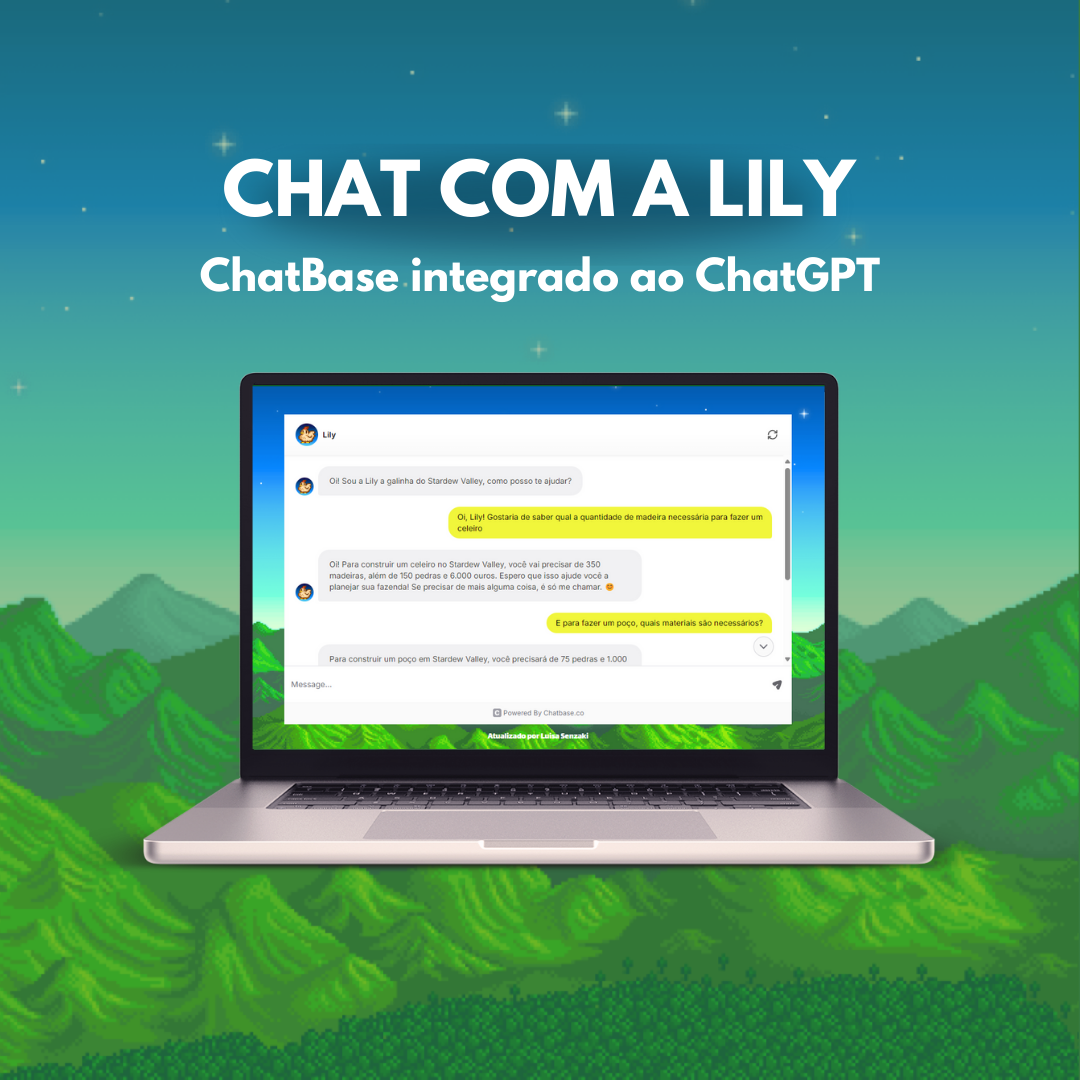 CHAT COM A LILY
ChatBase integrado ao ChatGPT
Lily
Oi! Sou a Lily a galinha do Stardew Valley, como posso te ajudar?
Oi, Lily! Gostaria de saber qual a quantidade de madeira necessária para fazer um
celeiro
Oi! Para construir um celeiro no Stardew Valley, você vai precisar de 350
madeiras, além de 150 pedras e 6.000 ouros. Espero que isso ajude você a
planejar sua fazenda! Se precisar de mais alguma coisa, é só me chamar. 😊
E para fazer um poço, quais materiais são necessários?
Para construir um poço em Stardew Valley, você precisará de 75 pedras e 1.000
Message...
Powered By Chatbase.co
Atualizado por Luisa Senzaki